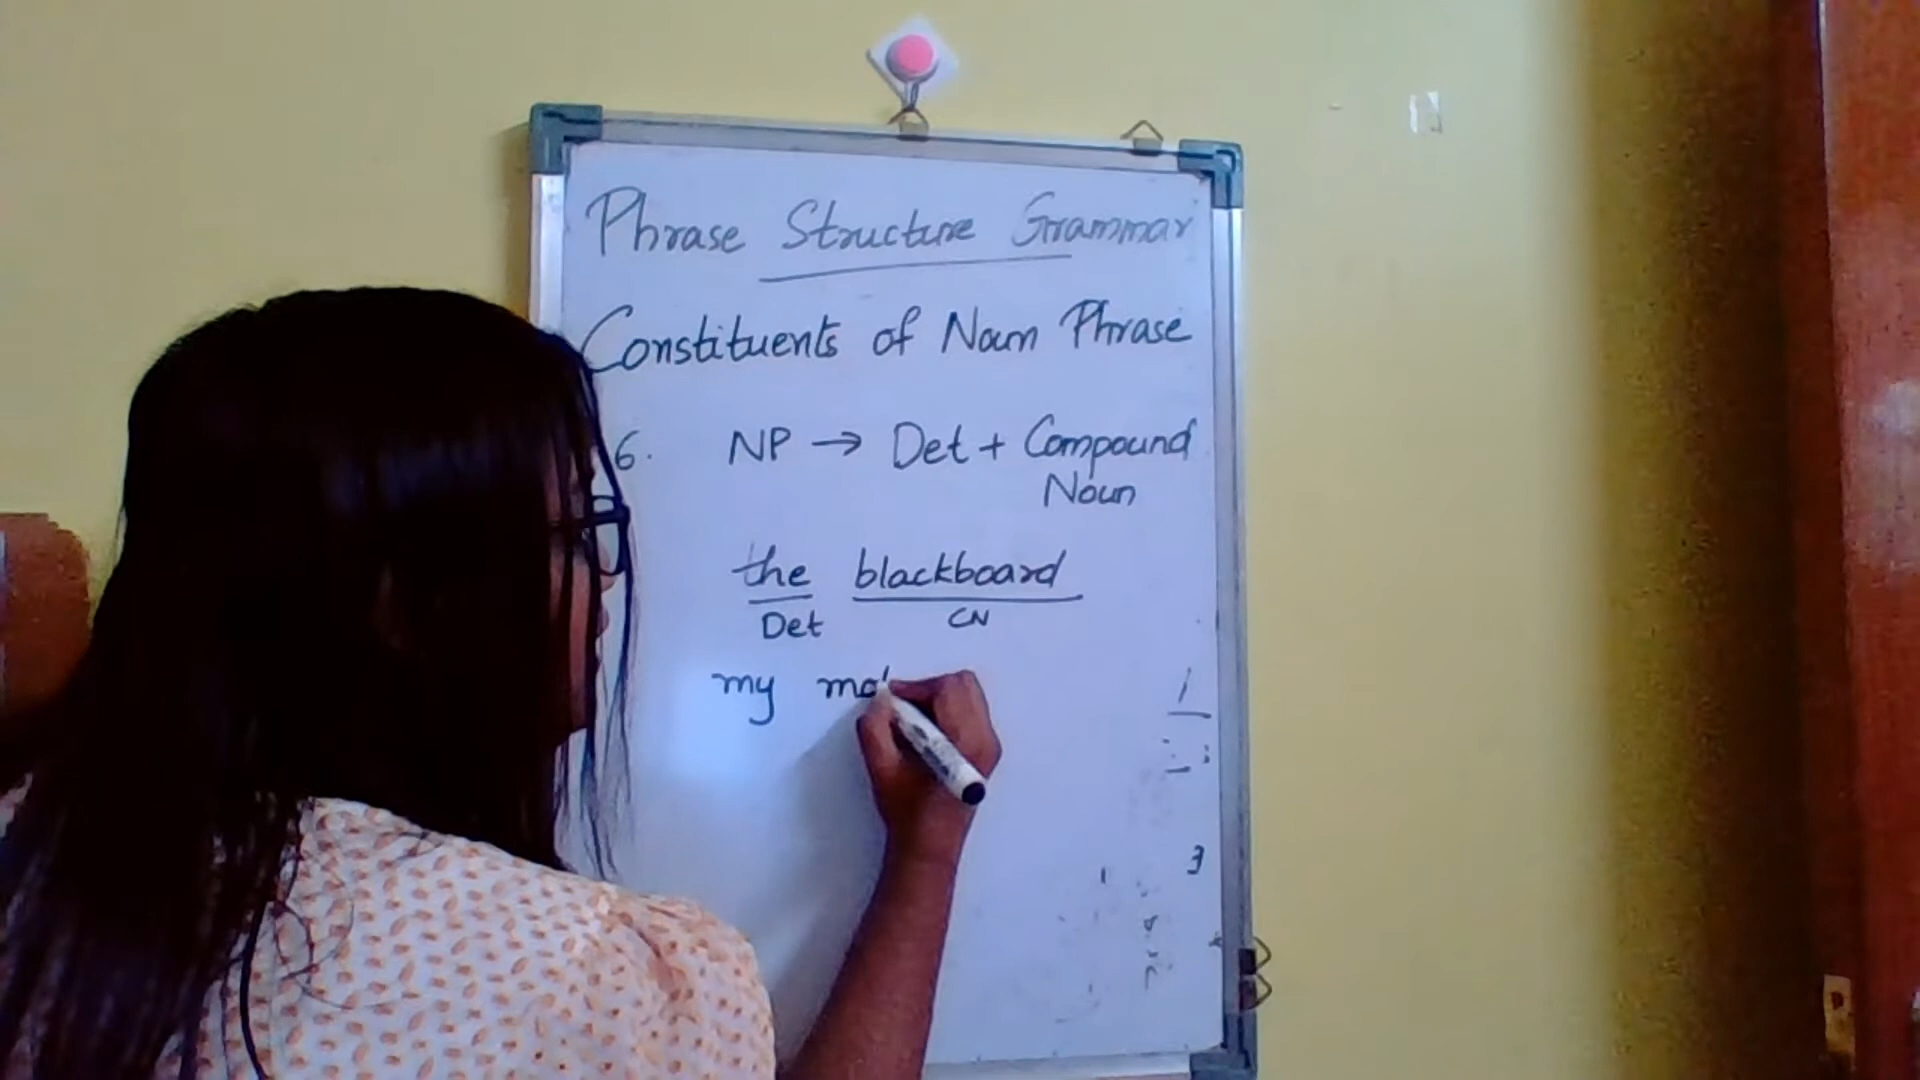 Phrase Structure Grammar
Constituents of Noun Phrase
6. NP → Det + Compound
Noun
the blackboard
Det CN
my